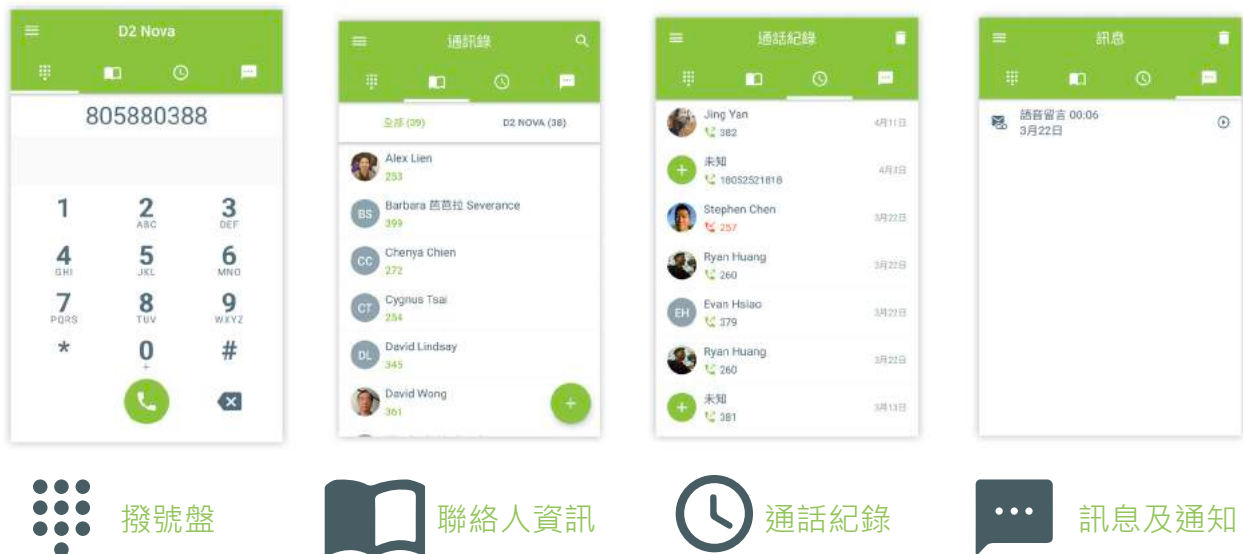 D2 Nova
805880388
1
2
ABC
3
DEF
4
GHI
5
JKL
6
MNO
7
PQRS
8
TUV
9
WXYZ
*
0
+
#
通訊錄
全部 (39)
D2 NOVA (38)
Alex Lien
253
BS
Barbara 芭芭拉 Severance
399
CC
Chenya Chien
272
CT
Cygnus Tsai
254
DL
David Lindsay
345
David Wong
361
通話紀錄
Jing Yan
382
4月11日
未知
18052521818
4月3日
Stephen Chen
257
3月22日
Ryan Huang
260
3月22日
EH
Evan Hsiao
379
3月22日
Ryan Huang
260
3月22日
未知
381
3月13日
訊息
語音留言 00:06
3月22日
撥號盤
聯絡人資訊
通話紀錄
訊息及通知